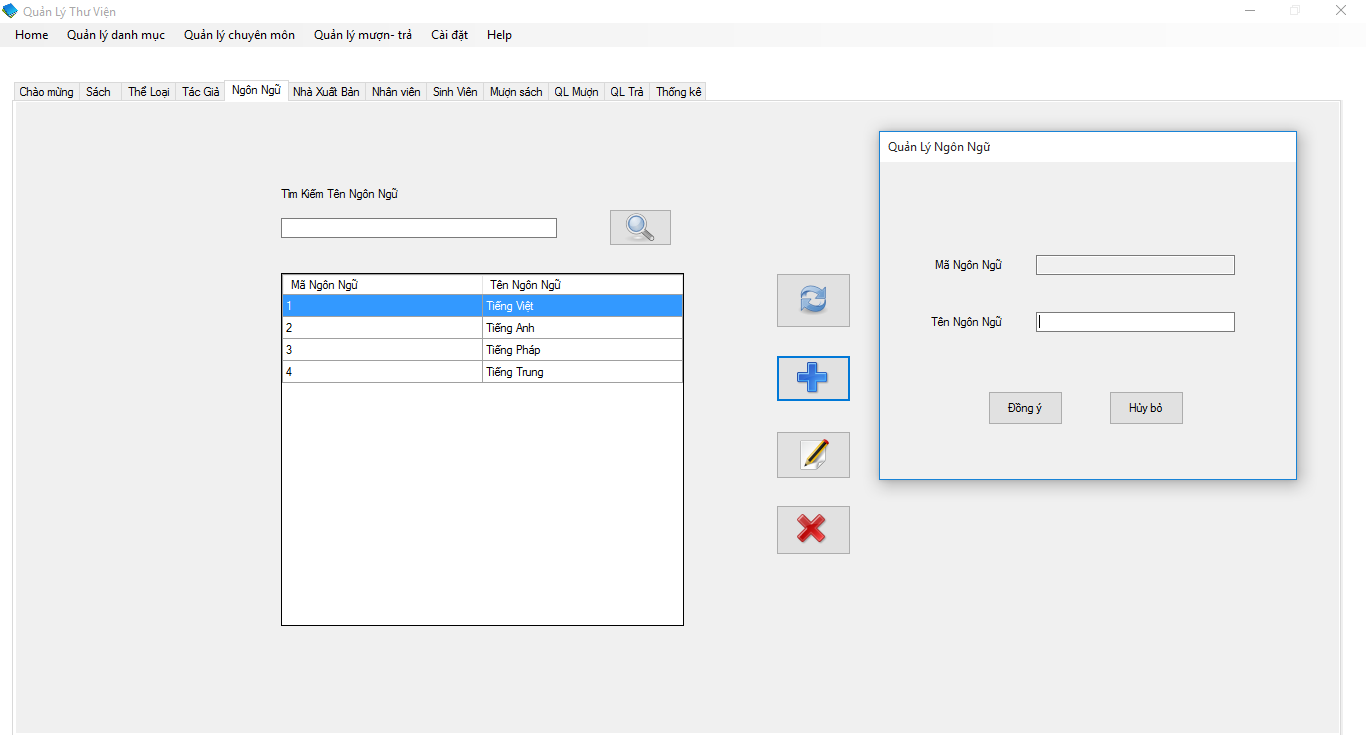 Quản Lý Thư Viện
Home Quản lý danh mục Quản lý chuyên môn Quản lý mượn- trả Cài đặt Help
Chào mừng Sách Thể Loại Tác Giả Ngôn Ngữ Nhà Xuất Bản Nhân viên Sinh Viên Mượn sách QL Mượn QL Trả Thống kê
Tìm Kiếm Tên Ngôn Ngữ
Mã Ngôn Ngữ Tên Ngôn Ngữ
1 Tiếng Việt
2 Tiếng Anh
3 Tiếng Pháp
4 Tiếng Trung
Quản Lý Ngôn Ngữ
Mã Ngôn Ngữ
Tên Ngôn Ngữ
Đồng ý Hủy bỏ